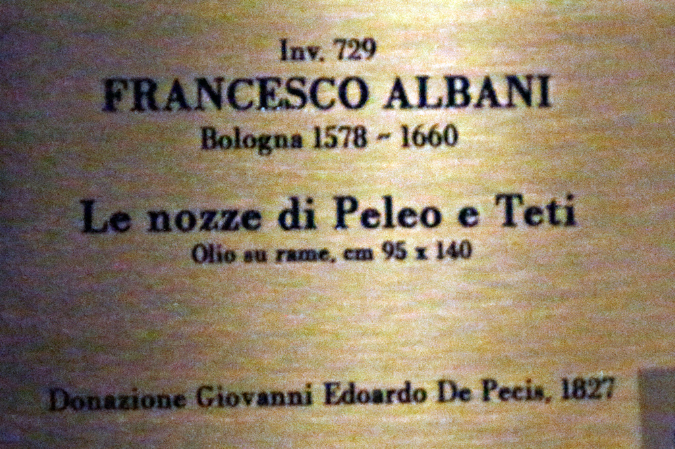 Inv. 729
FRANCESCO ALBANI
Bologna 1578 ~ 1660
Le nozze di Peleo e Teti
Olio su rame, cm 95 x 140
Donazione Giovanni Edoardo De Pecis, 1827